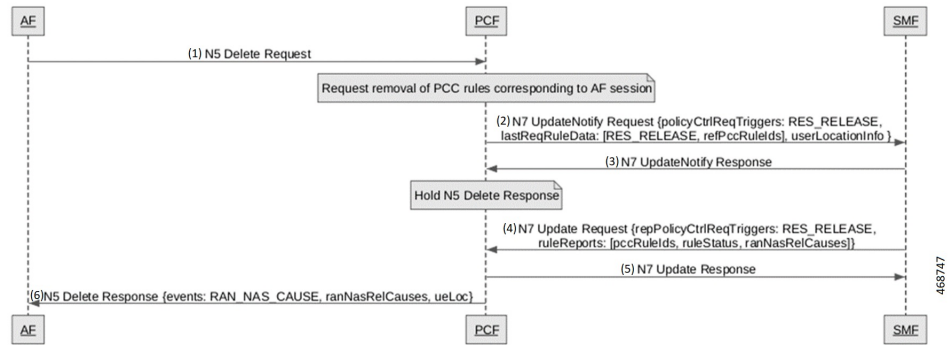 AF
PCF
SMF
(1) N5 Delete Request
Request removal of PCC rules corresponding to AF session
(2) N7 UpdateNotify Request {policyCtrlReqTriggers: RES_RELEASE,
lastReqRuleData: [RES_RELEASE, refPccRuleIds], userLocationInfo }
(3) N7 UpdateNotify Response
Hold N5 Delete Response
(4) N7 Update Request {repPolicyCtrlReqTriggers: RES_RELEASE,
ruleReports: [pccRuleIds, ruleStatus, ranNasRelCauses]}
(5) N7 Update Response
(6)N5 Delete Response {events: RAN_NAS_CAUSE, ranNasRelCauses, ueLoc}
AF
PCF
SMF
468747